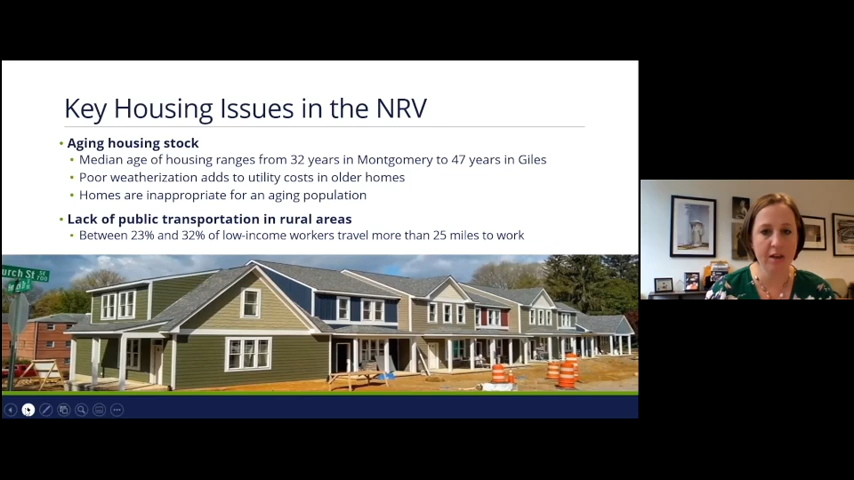 Key Housing Issues in the NRV
• Aging housing stock
• Median age of housing ranges from 32 years in Montgomery to 47 years in Giles
• Poor weatherization adds to utility costs in older homes
• Homes are inappropriate for an aging population
• Lack of public transportation in rural areas
• Between 23% and 32% of low-income workers travel more than 25 miles to work
urch St
700